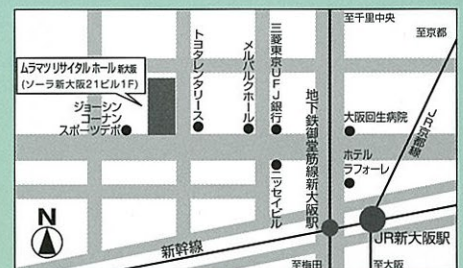 至千里中央
至京都
ムラマツリサイタルホール新大阪
(ソーラ新大阪21ビル1F)
ジョーシン
コーナン
スポーツデポ
トヨタレンタリース
メルパルクホール
三菱東京UFJ銀行
ニッセイビル
地下鉄御堂筋線新大阪駅
大阪回生病院
ホテル
ラフォーレ
JR京都線
N
新幹線
JR新大阪駅
至梅田
至大阪